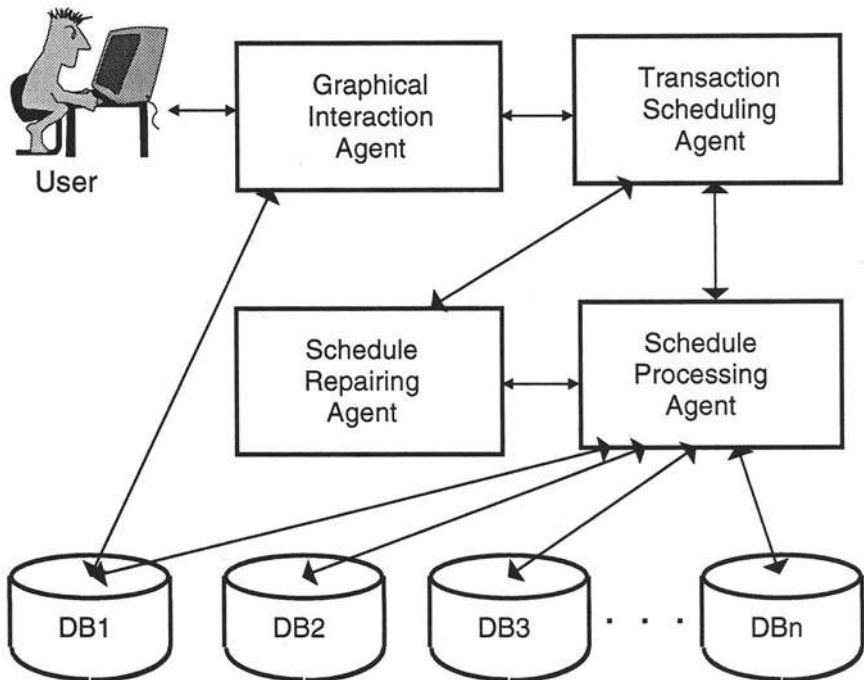 Graphical
Interaction
Agent
Transaction
Scheduling
Agent
User
Schedule
Repairing
Agent
Schedule
Processing
Agent
DB1
DB2
DB3
. . .
DBn